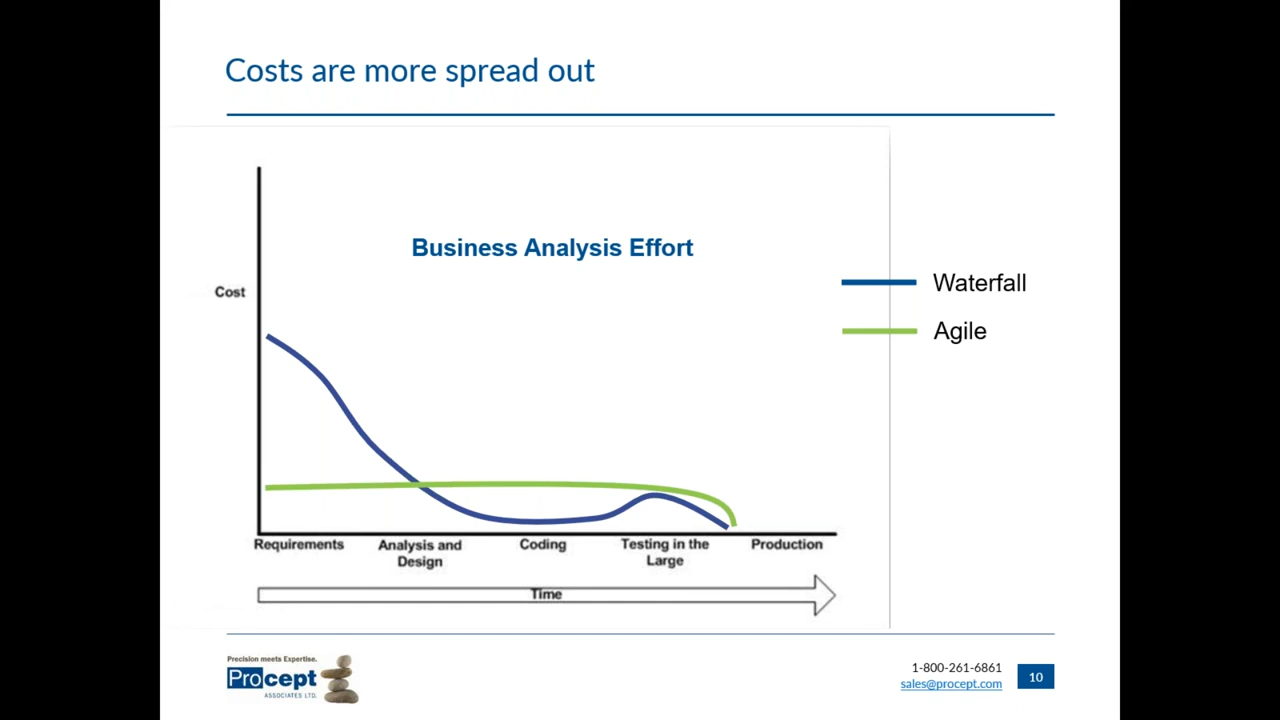 Costs are more spread out
Business Analysis Effort
Cost
Waterfall
Agile
Requirements
Analysis and
Design
Coding
Testing in the
Large
Production
Time
Precision meets Expertise.
Procept
ASSOCIATES LTD.
1-800-261-6861
sales@procept.com
10